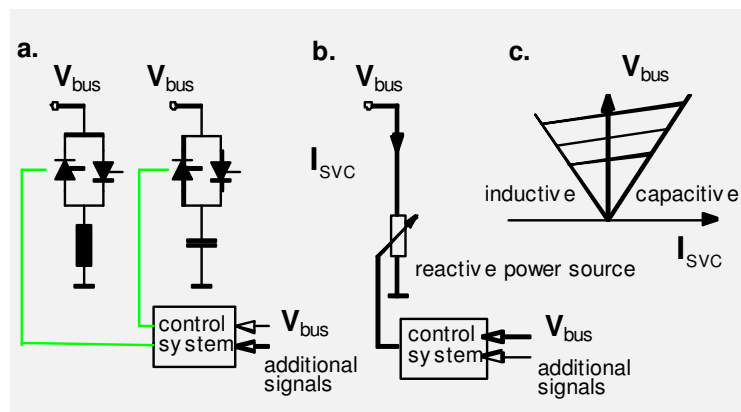 a.
V bus
V bus
control
system
V bus
additional
signals
b.
V bus
I SVC
reactive power source
control
system
V bus
additional
signals
c.
V bus
inductive
capacitive
I SVC